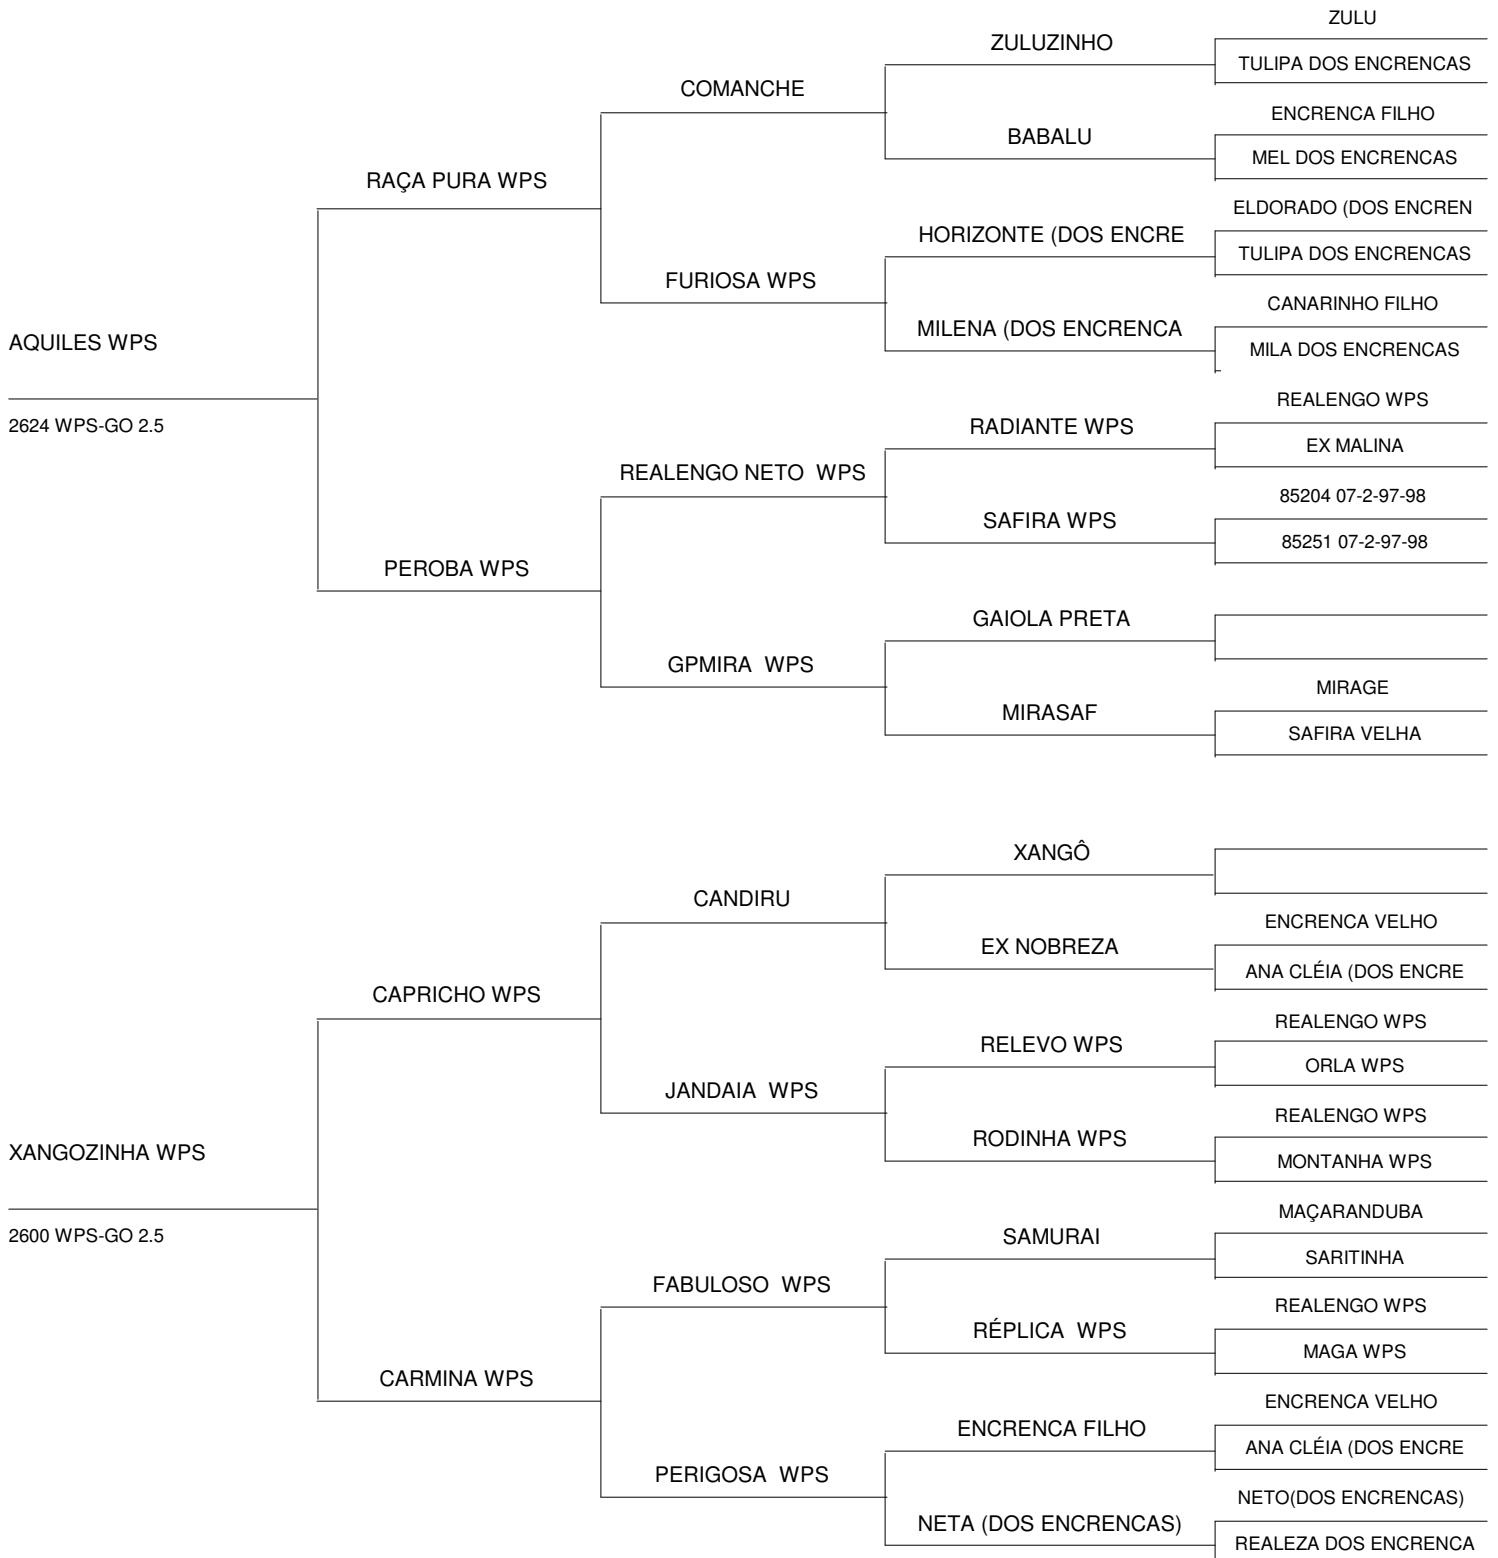 ZULU
ZULUZINHO
TULIPA DOS ENCRENCAS
COMANCHE
ENCRENCA FILHO
BABALU
MEL DOS ENCRENCAS
RAÇA PURA WPS
ELDORADO (DOS ENCREN
HORIZONTE (DOS ENCRE
TULIPA DOS ENCRENCAS
FURIOSA WPS
CANARINHO FILHO
MILENA (DOS ENCRENCA
MILA DOS ENCRENCAS
AQUILES WPS
2624 WPS-GO 2.5
REALENGO WPS
RADIANTE WPS
EX MALINA
REALENGO NETO  WPS
85204 07-2-97-98
SAFIRA WPS
85251 07-2-97-98
PEROBA WPS
GAIOLA PRETA
GPMIRA  WPS
MIRAGE
MIRASAF
SAFIRA VELHA
XANGÔ
CANDIRU
ENCRENCA VELHO
EX NOBREZA
ANA CLÉIA (DOS ENCRE
CAPRICHO WPS
REALENGO WPS
RELEVO WPS
ORLA WPS
JANDAIA  WPS
REALENGO WPS
RODINHA WPS
MONTANHA WPS
XANGOZINHA WPS
2600 WPS-GO 2.5
MAÇARANDUBA
SAMURAI
SARITINHA
FABULOSO  WPS
REALENGO WPS
RÉPLICA  WPS
MAGA WPS
CARMINA WPS
ENCRENCA VELHO
ENCRENCA FILHO
ANA CLÉIA (DOS ENCRE
PERIGOSA  WPS
NETO(DOS ENCRENCAS)
NETA (DOS ENCRENCAS)
REALEZA DOS ENCRENCA